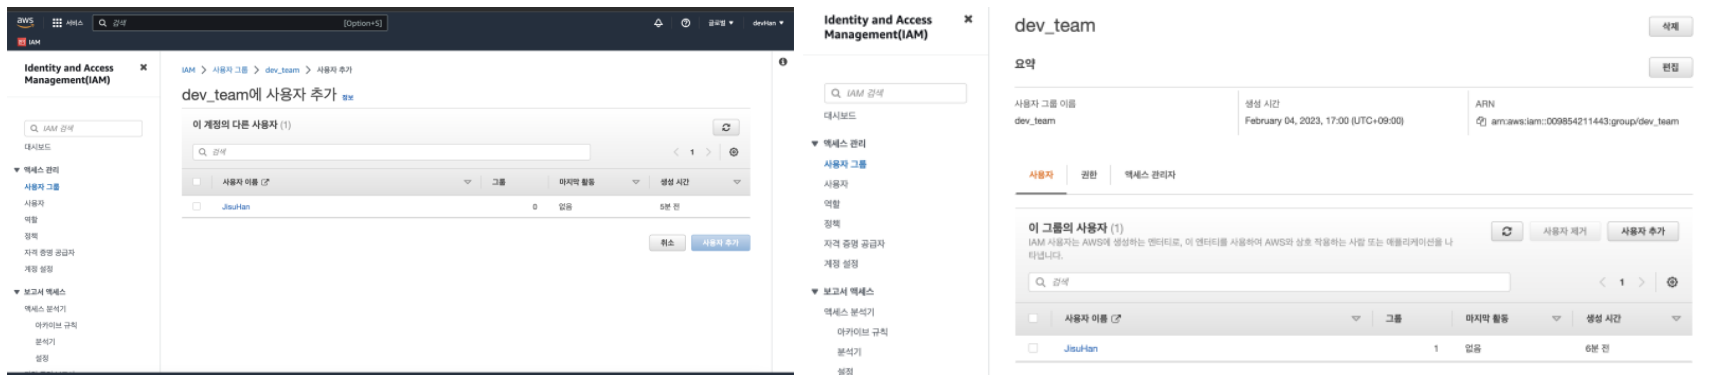 aws
서비스
검색
[Option+S]
글로벌 ▼
devHan ▼
IAM
Identity and Access Management(IAM)
IAM 검색
대시보드
▼ 액세스 관리
사용자 그룹
사용자
역할
정책
자격 증명 공급자
계정 설정
▼ 보고서 액세스
액세스 분석기
아카이브 규칙
분석기
설정
IAM > 사용자 그룹 > dev_team > 사용자 추가
dev_team에 사용자 추가 정보
이 계정의 다른 사용자 (1)
검색
< 1 >
사용자 이름 그룹 마지막 활동 생성 시간
JisuHan 0 없음 5분 전
취소 사용자 추가
Identity and Access
Management(IAM)
IAM 검색
대시보드
▼ 액세스 관리
사용자 그룹
사용자
역할
정책
자격 증명 공급자
계정 설정
▼ 보고서 액세스
액세스 분석기
아카이브 규칙
분석기
설정
dev_team
삭제
요약
편집
사용자 그룹 이름
dev_team
생성 시간
February 04, 2023, 17:00 (UTC+09:00)
ARN
arn:aws:iam::009854211443:group/dev_team
사용자 권한 액세스 관리자
이 그룹의 사용자 (1)
IAM 사용자는 AWS에 생성하는 엔터티로, 이 엔터티를 사용하여 AWS와 상호 작용하는 사람 또는 애플리케이션을 나
타냅니다.
사용자 제거 사용자 추가
검색
< 1 >
사용자 이름 그룹 마지막 활동 생성 시간
JisuHan 1 없음 6분 전